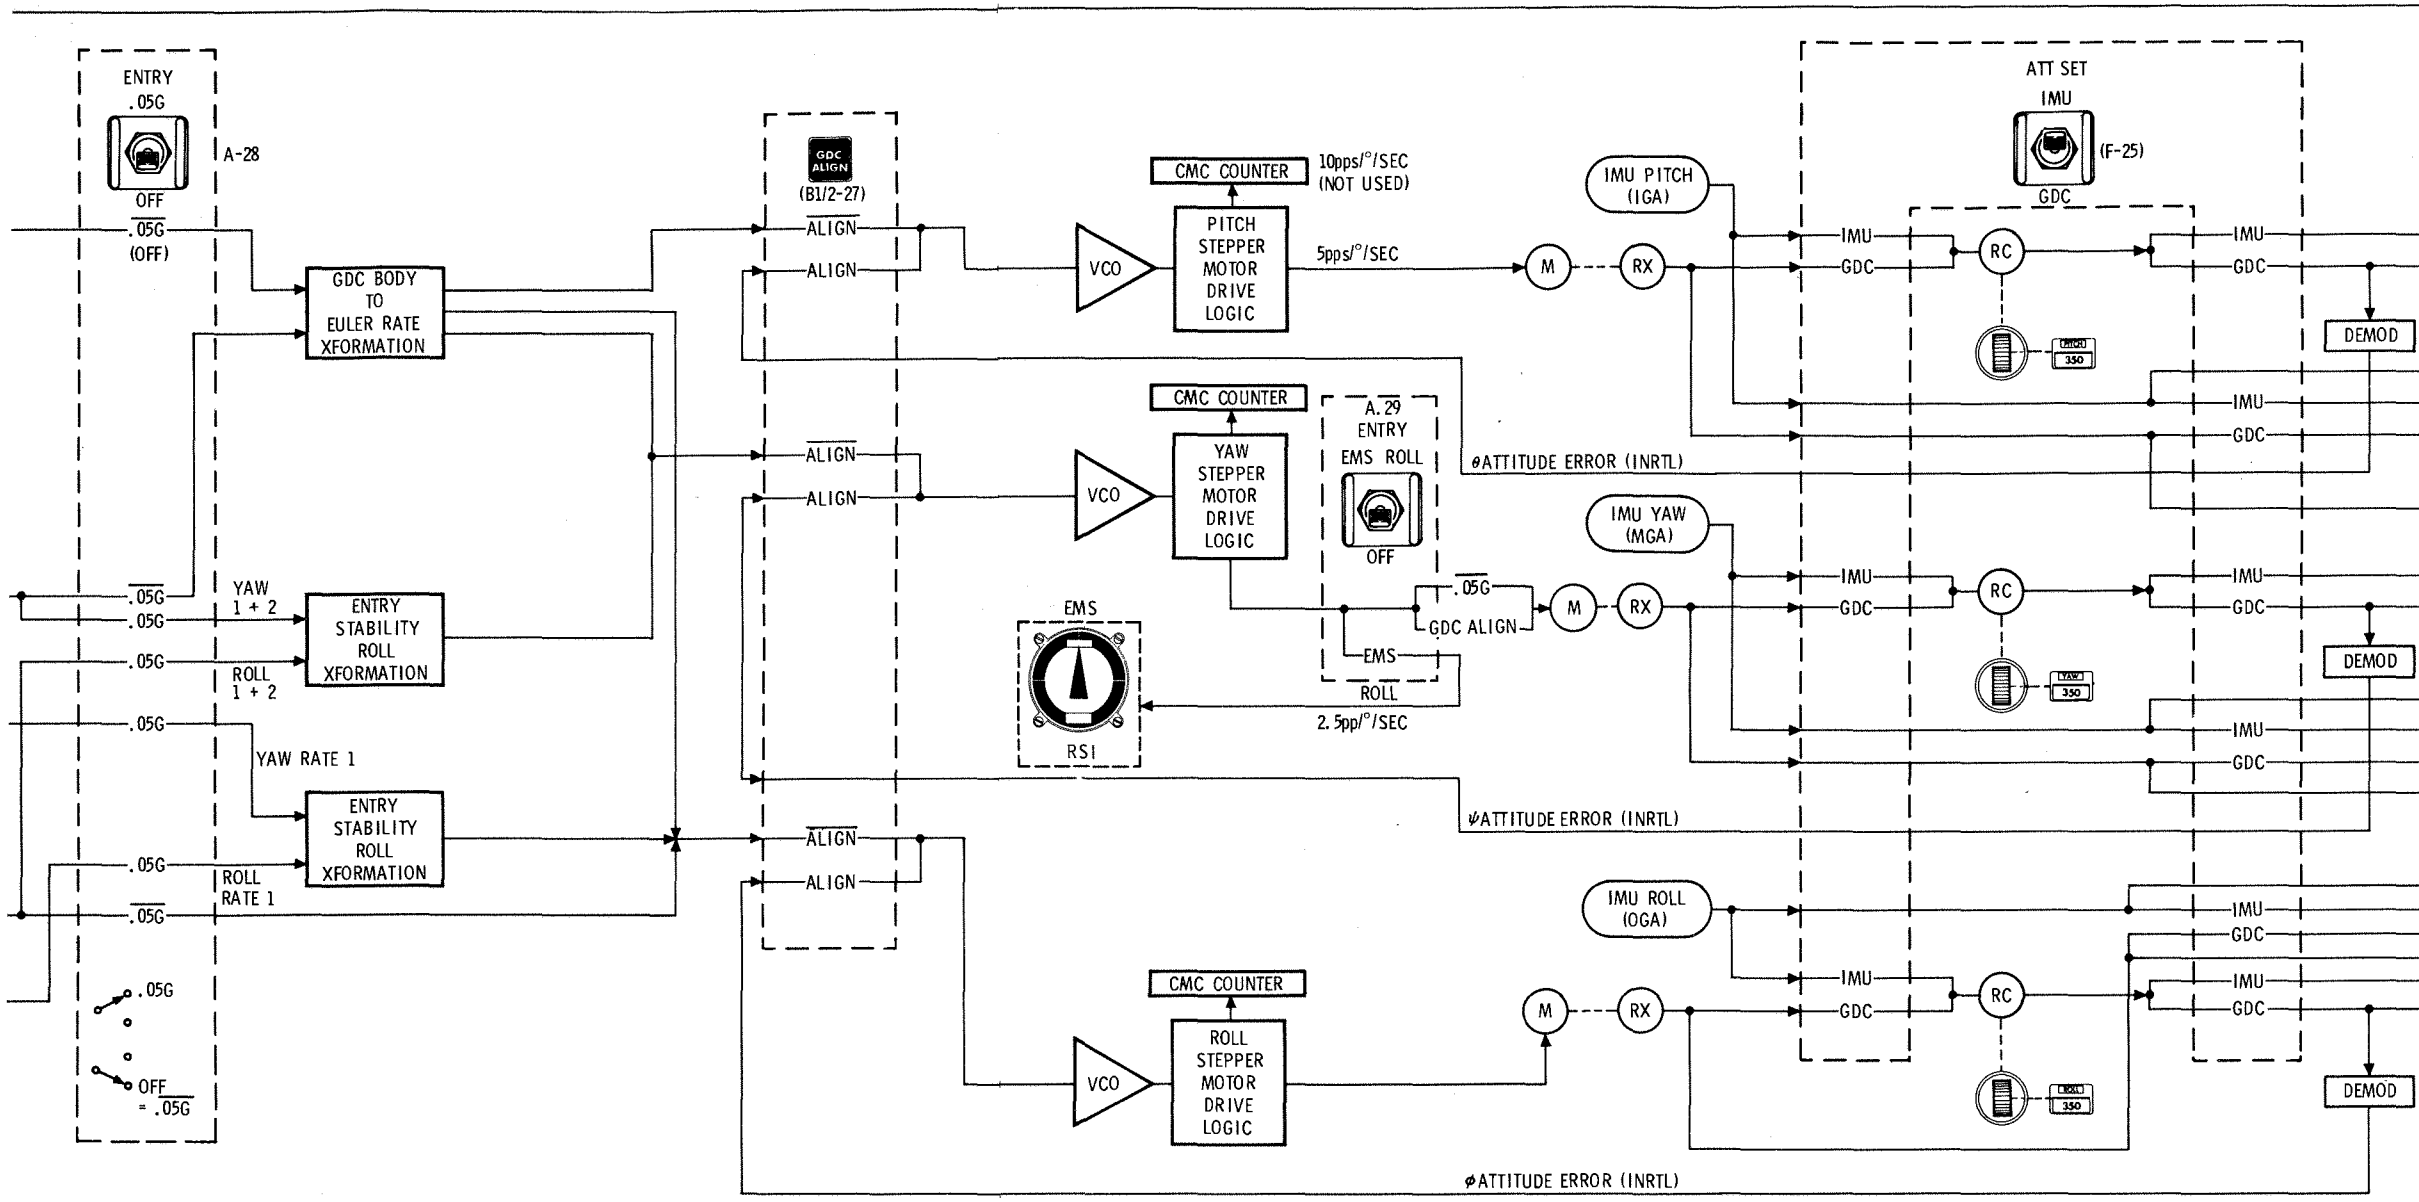 ENTRY
.05G
A-28
OFF
.05G
(OFF)
GDC BODY
TO
EULER RATE
XFORMATION
.05G
.05G
YAW
1 + 2
ENTRY
STABILITY
ROLL
XFORMATION
.05G
ROLL
1 + 2
.05G
YAW RATE 1
ENTRY
STABILITY
ROLL
XFORMATION
.05G
ROLL
RATE 1
.05G
.05G
OFF
= .05G
GDC
ALIGN
(B1/2-27)
ALIGN
ALIGN
ALIGN
ALIGN
ALIGN
ALIGN
CMC COUNTER
10pps/°/SEC
(NOT USED)
VCO
PITCH
STEPPER
MOTOR
DRIVE
LOGIC
5pps/°/SEC
M
RX
CMC COUNTER
VCO
YAW
STEPPER
MOTOR
DRIVE
LOGIC
A.29
ENTRY
EMS ROLL
OFF
.05G
GDC ALIGN
EMS
ROLL
2.5pp/°/SEC
M
RX
EMS
RSI
CMC COUNTER
VCO
ROLL
STEPPER
MOTOR
DRIVE
LOGIC
M
RX
ATT SET
IMU
(F-25)
GDC
IMU PITCH
(IGA)
IMU
GDC
RC
IMU
GDC
PITCH
350
DEMOD
IMU
GDC
θ ATTITUDE ERROR (INRTL)
IMU YAW
(MGA)
IMU
GDC
RC
IMU
GDC
YAW
350
DEMOD
IMU
GDC
ψ ATTITUDE ERROR (INRTL)
IMU ROLL
(OGA)
IMU
GDC
IMU
GDC
RC
IMU
GDC
ROLL
350
DEMOD
φ ATTITUDE ERROR (INRTL)